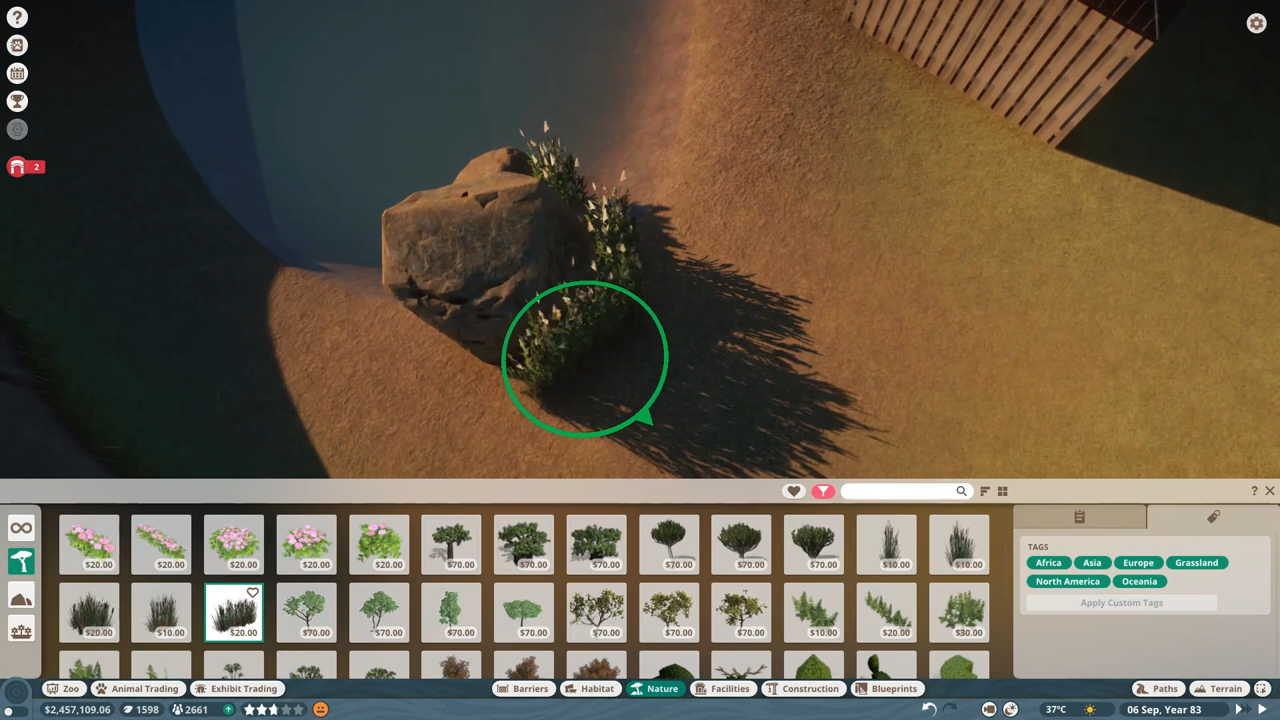 ?
2
? 
$20.00 $20.00 $20.00 $20.00 $20.00 $70.00 $70.00 $70.00 $70.00 $70.00 $70.00 $10.00 $10.00
$20.00 $10.00 $20.00 $70.00 $70.00 $70.00 $70.00 $70.00 $70.00 $70.00 $10.00 $20.00 $30.00
TAGS
Africa Asia Europe Grassland
North America Oceania
Apply Custom Tags
Zoo Animal Trading Exhibit Trading Barriers Habitat Nature Facilities Construction Blueprints Paths Terrain
$2,457,109.06 1598 2661 37°C 06 Sep, Year 83